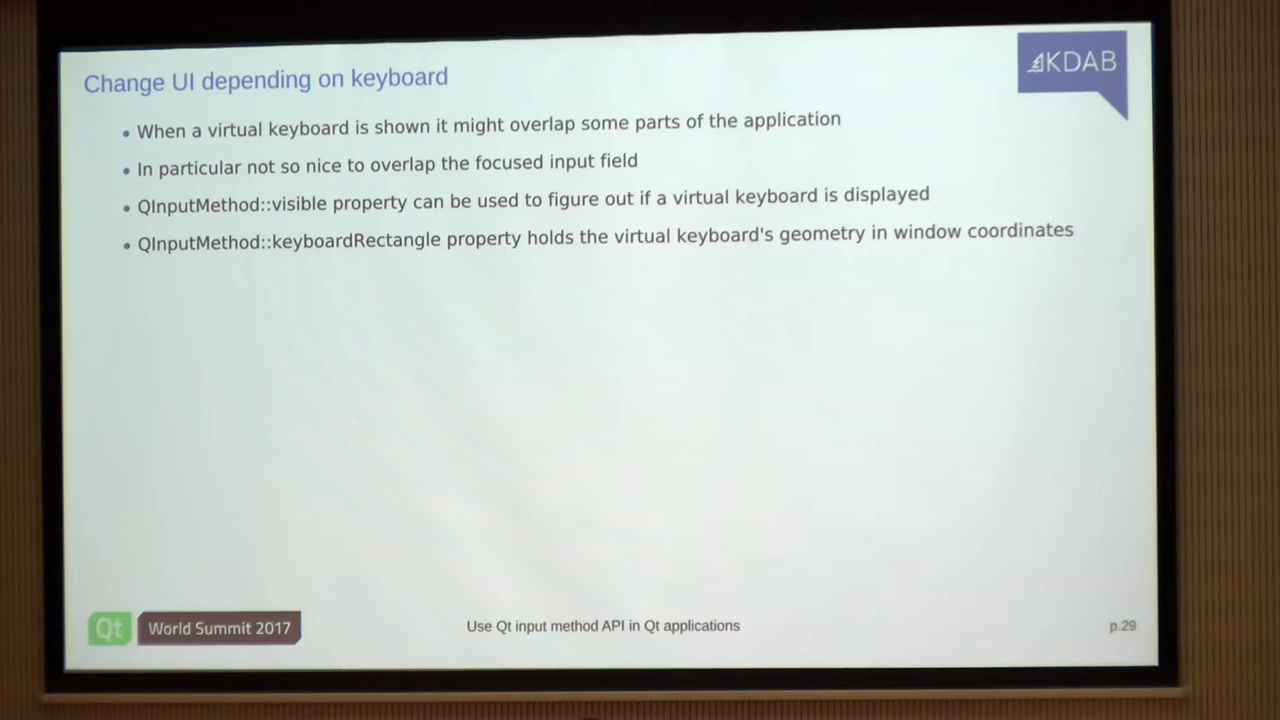 Change UI depending on keyboard
KDAB
• When a virtual keyboard is shown it might overlap some parts of the application
• In particular not so nice to overlap the focused input field
• QInputMethod::visible property can be used to figure out if a virtual keyboard is displayed
• QInputMethod::keyboardRectangle property holds the virtual keyboard's geometry in window coordinates
Qt World Summit 2017
Use Qt input method API in Qt applications
p.29